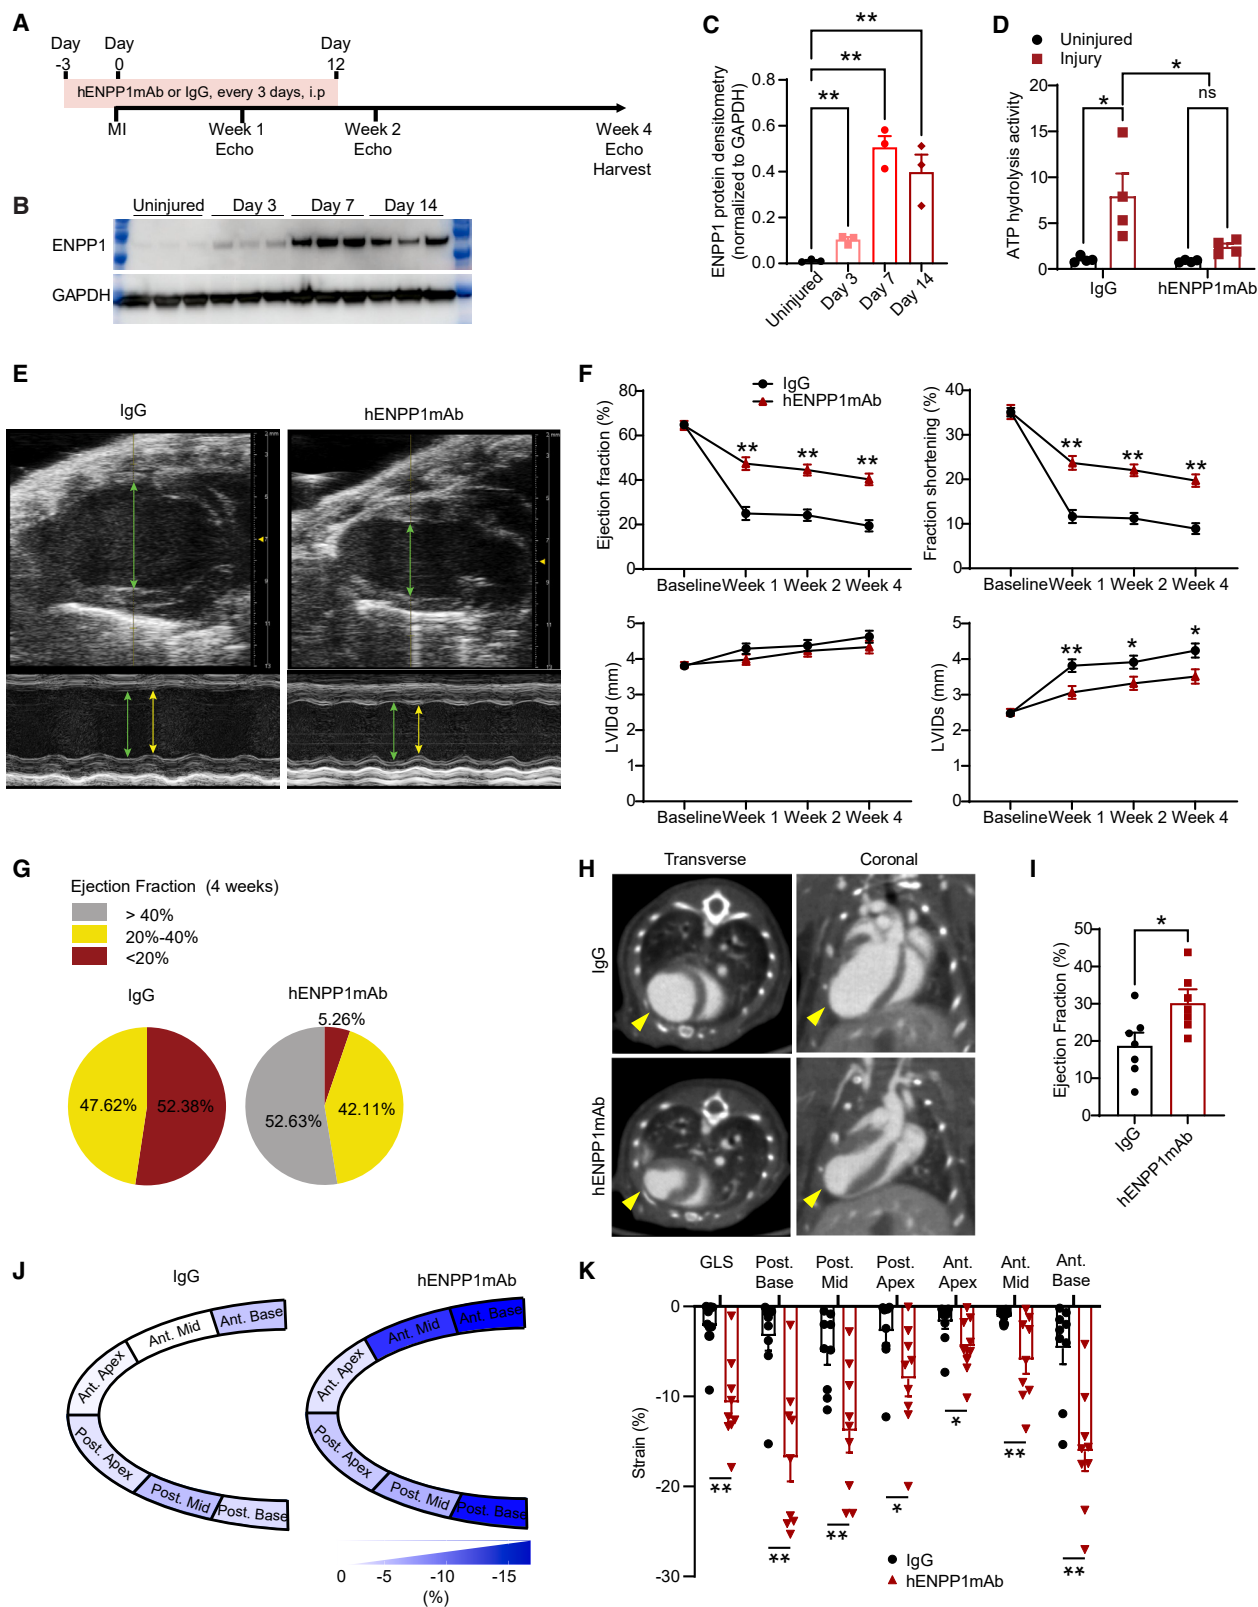 A
Day
-3
Day
0
Day
12
hENPP1mAb or IgG, every 3 days, i.p
MI
Week 1
Echo
Week 2
Echo
Week 4
Echo
Harvest
B
Uninjured
Day 3
Day 7
Day 14
ENPP1
GAPDH
C
ENPP1 protein densitometry
(normalized to GAPDH)
0.8
0.6
0.4
0.2
0.0
**
**
**
Uninjured
Day 3
Day 7
Day 14
D
Uninjured
Injury
ATP hydrolysis activity
20
15
10
5
0
*
*
ns
IgG
hENPP1mAb
E
IgG
hENPP1mAb
F
IgG
hENPP1mAb
Ejection fraction (%)
80
60
40
20
0
** ** **
Baseline Week 1 Week 2 Week 4
Fraction shortening (%)
40
30
20
10
0
** ** **
Baseline Week 1 Week 2 Week 4
LVIDd (mm)
5
4
3
2
1
0
Baseline Week 1 Week 2 Week 4
LVIDs (mm)
5
4
3
2
1
0
** * *
Baseline Week 1 Week 2 Week 4
G
Ejection Fraction (4 weeks)
> 40%
20%-40%
<20%
IgG
47.62%
52.38%
hENPP1mAb
5.26%
52.63%
42.11%
H
Transverse
Coronal
IgG
hENPP1mAb
I
Ejection Fraction (%)
50
40
30
20
10
0
*
IgG
hENPP1mAb
J
IgG
Ant. Base
Ant. Mid
Ant. Apex
Post. Apex
Post. Mid
Post. Base
hENPP1mAb
Ant. Base
Ant. Mid
Ant. Apex
Post. Apex
Post. Mid
Post. Base
0 -5 -10 -15
(%)
K
GLS
Post.
Base
Post.
Mid
Post.
Apex
Ant.
Apex
Ant.
Mid
Ant.
Base
Strain (%)
0
-10
-20
-30
**
**
**
*
*
**
**
IgG
hENPP1mAb